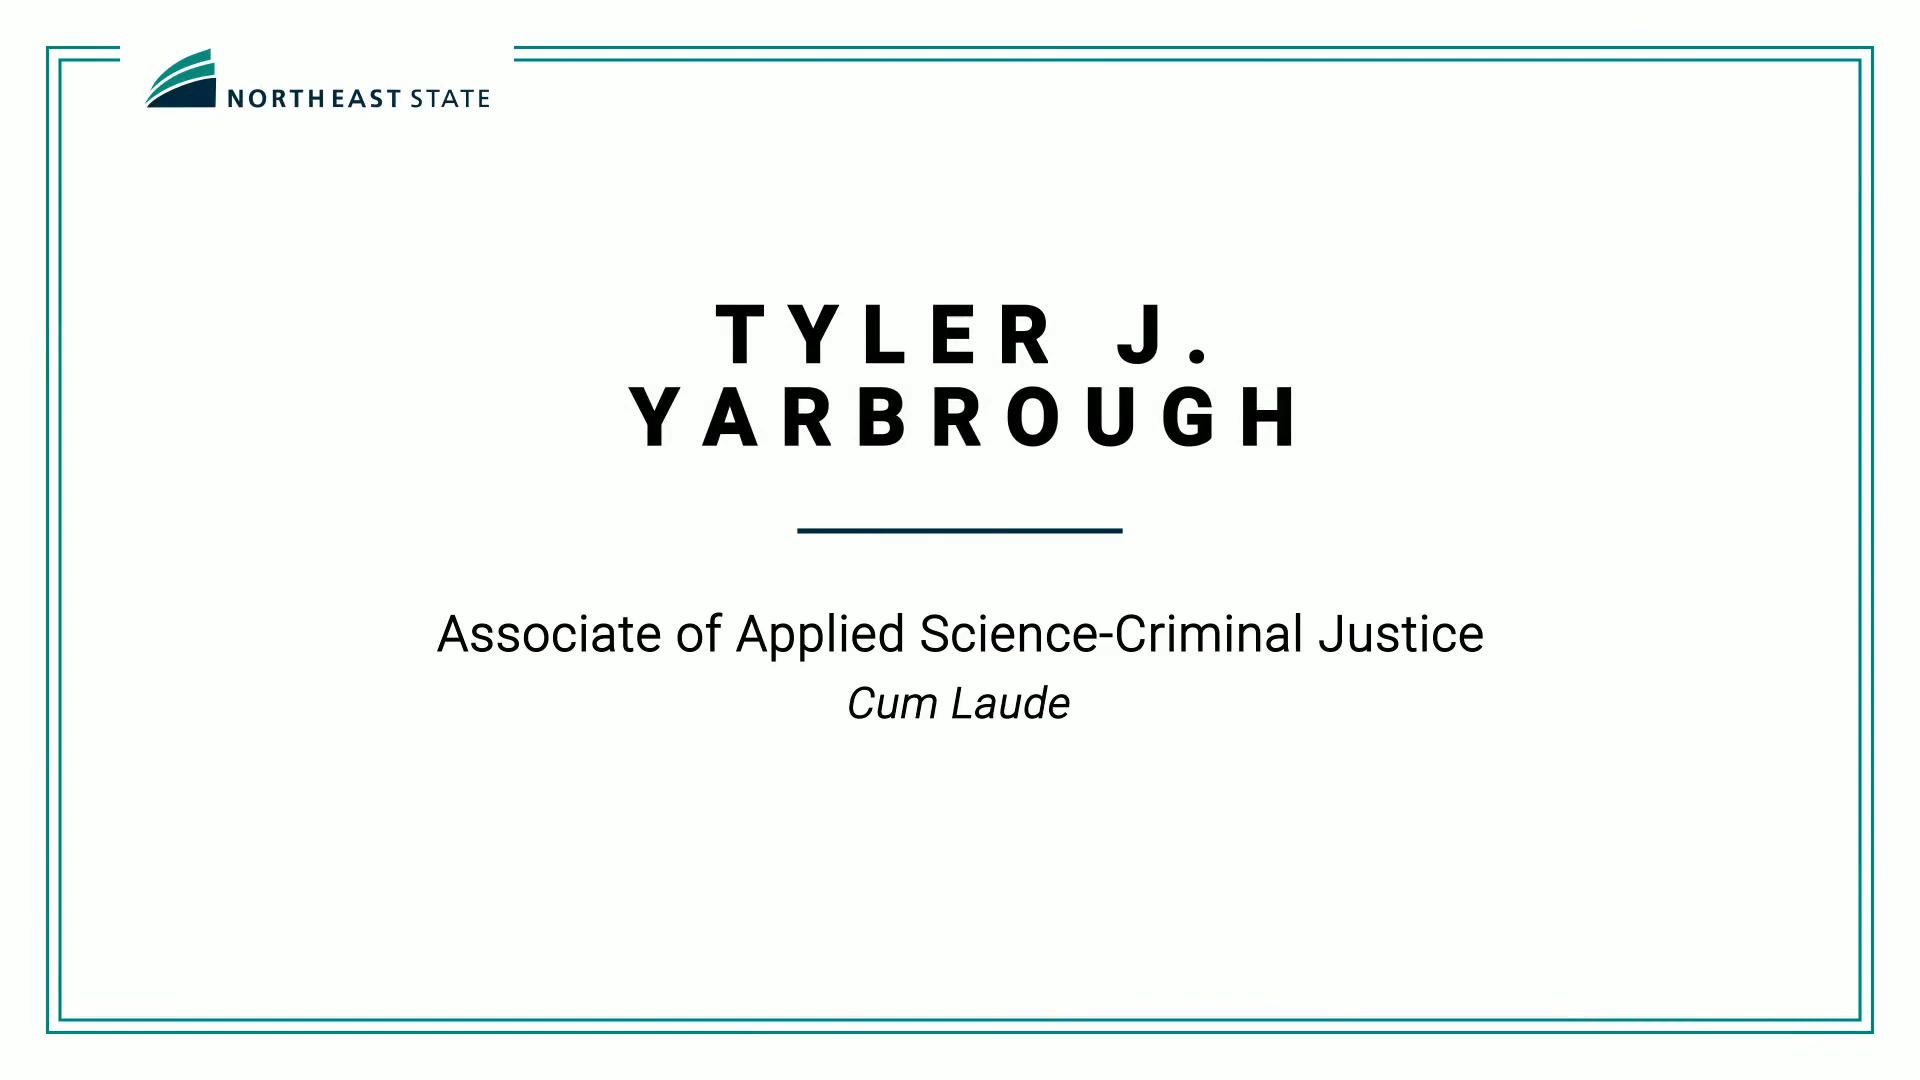 NORTHEAST STATE
TYLER J.
YARBROUGH
Associate of Applied Science-Criminal Justice
Cum Laude